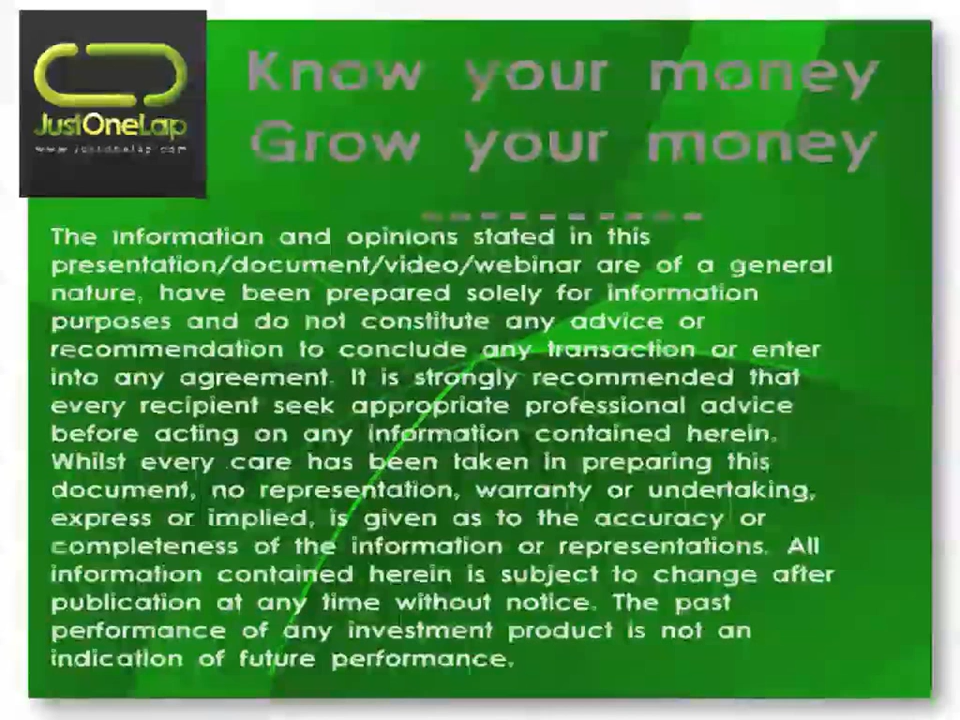 JustOneLap
www.justonelap.com
Know your money
Grow your money
----------
The information and opinions stated in this
presentation/document/video/webinar are of a general
nature, have been prepared solely for information
purposes and do not constitute any advice or
recommendation to conclude any transaction or enter
into any agreement. It is strongly recommended that
every recipient seek appropriate professional advice
before acting on any information contained herein.
Whilst every care has been taken in preparing this
document, no representation, warranty or undertaking,
express or implied, is given as to the accuracy or
completeness of the information or representations. All
information contained herein is subject to change after
publication at any time without notice. The past
performance of any investment product is not an
indication of future performance.